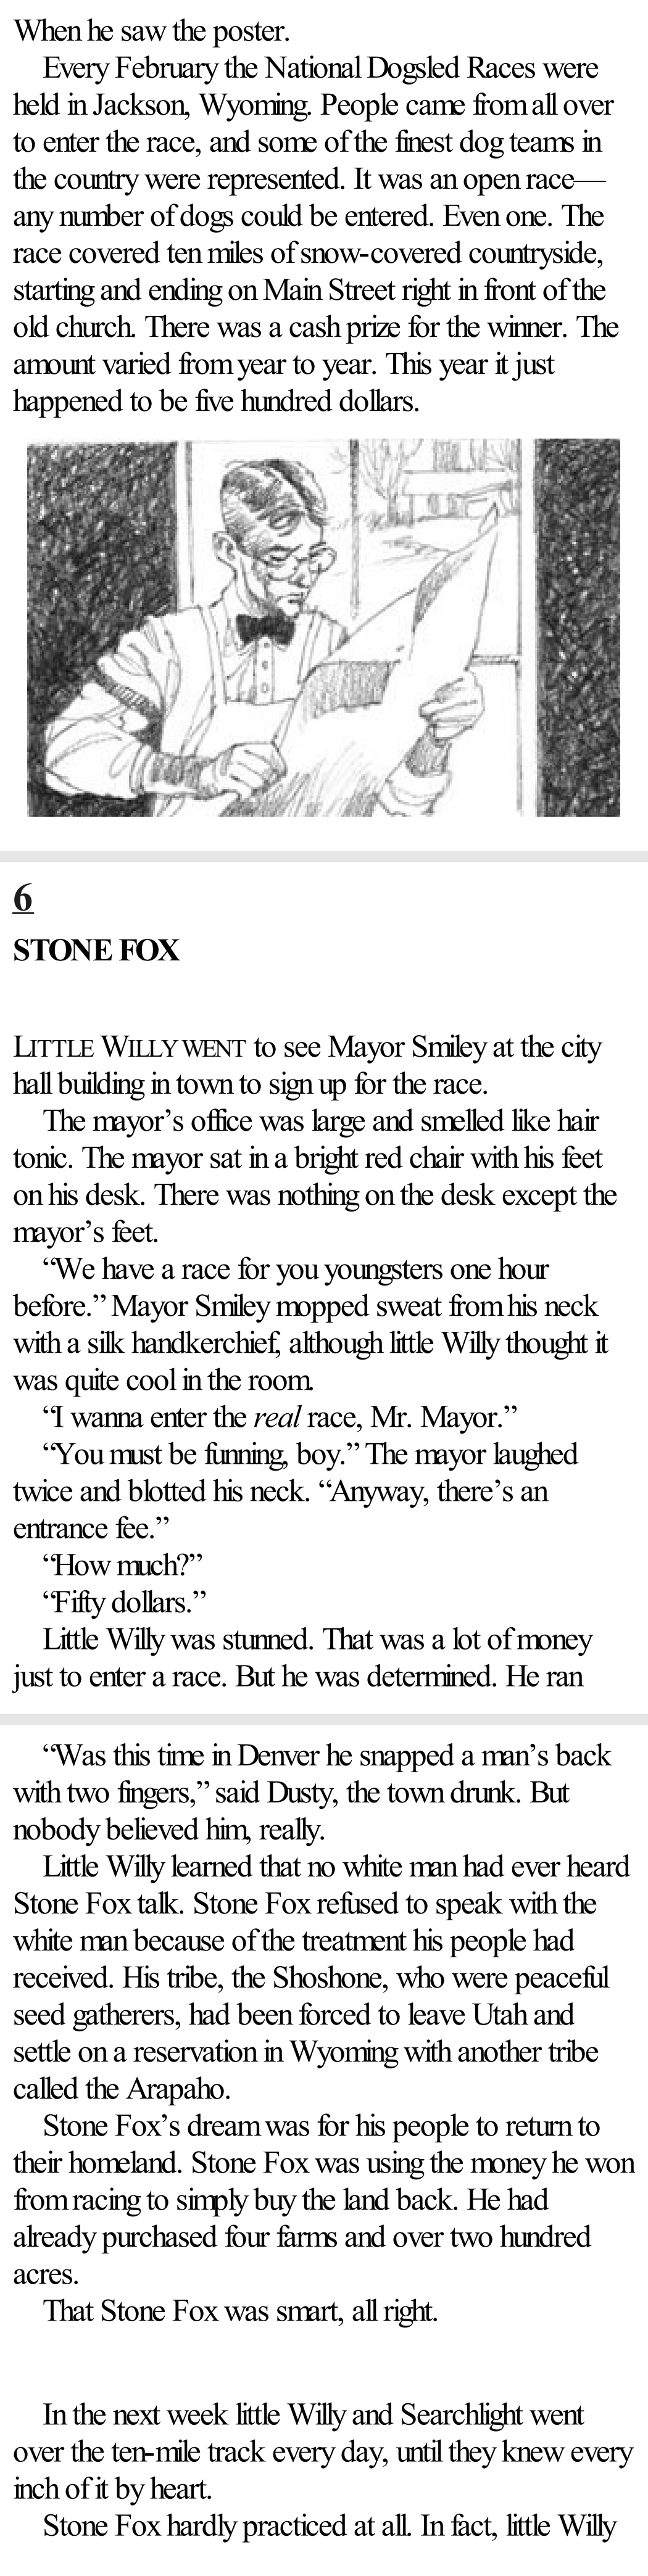 When he saw the poster.
Every February the National Dogsled Races were
held in Jackson, Wyoming. People came from all over
to enter the race, and some of the finest dog teams in
the country were represented. It was an open race—
any number of dogs could be entered. Even one. The
race covered ten miles of snow-covered countryside,
starting and ending on Main Street right in front of the
old church. There was a cash prize for the winner. The
amount varied from year to year. This year it just
happened to be five hundred dollars.
6
STONE FOX
LITTLE WILLY WENT to see Mayor Smiley at the city
hall building in town to sign up for the race.
The mayor’s office was large and smelled like hair
tonic. The mayor sat in a bright red chair with his feet
on his desk. There was nothing on the desk except the
mayor’s feet.
“We have a race for you youngsters one hour
before.” Mayor Smiley mopped sweat from his neck
with a silk handkerchief, although little Willy thought it
was quite cool in the room.
“I wanna enter the real race, Mr. Mayor.”
“You must be funning, boy.” The mayor laughed
twice and blotted his neck. “Anyway, there’s an
entrance fee.”
“How much?”
“Fifty dollars.”
Little Willy was stunned. That was a lot of money
just to enter a race. But he was determined. He ran
“Was this time in Denver he snapped a man’s back
with two fingers,” said Dusty, the town drunk. But
nobody believed him, really.
Little Willy learned that no white man had ever heard
Stone Fox talk. Stone Fox refused to speak with the
white man because of the treatment his people had
received. His tribe, the Shoshone, who were peaceful
seed gatherers, had been forced to leave Utah and
settle on a reservation in Wyoming with another tribe
called the Arapaho.
Stone Fox’s dream was for his people to return to
their homeland. Stone Fox was using the money he won
from racing to simply buy the land back. He had
already purchased four farms and over two hundred
acres.
That Stone Fox was smart, all right.
In the next week little Willy and Searchlight went
over the ten-mile track every day, until they knew every
inch of it by heart.
Stone Fox hardly practiced at all. In fact, little Willy